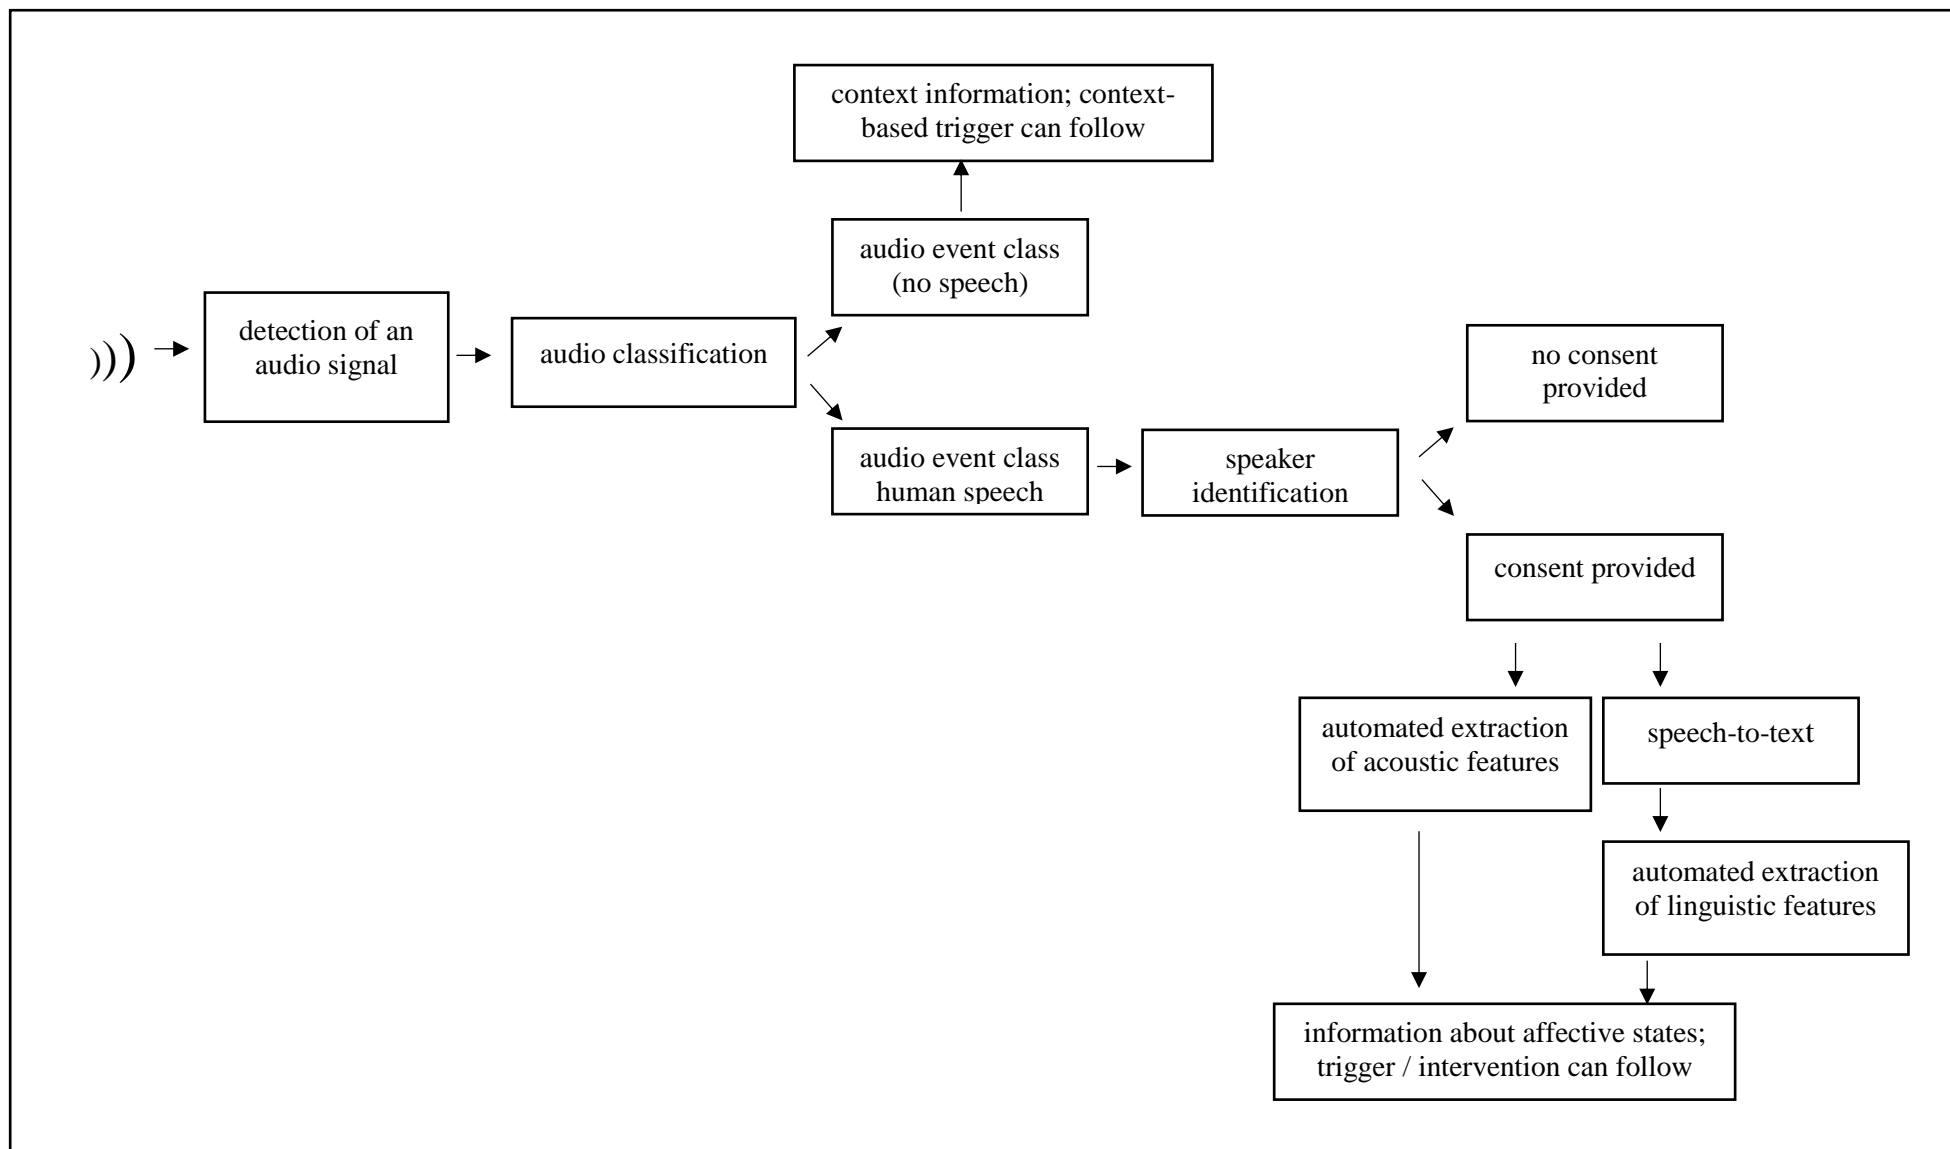 context information; context-
based trigger can follow
audio event class
(no speech)
detection of an
audio signal
audio classification
no consent
provided
audio event class
human speech
speaker
identification
consent provided
automated extraction
of acoustic features
speech-to-text
automated extraction
of linguistic features
information about affective states;
trigger / intervention can follow